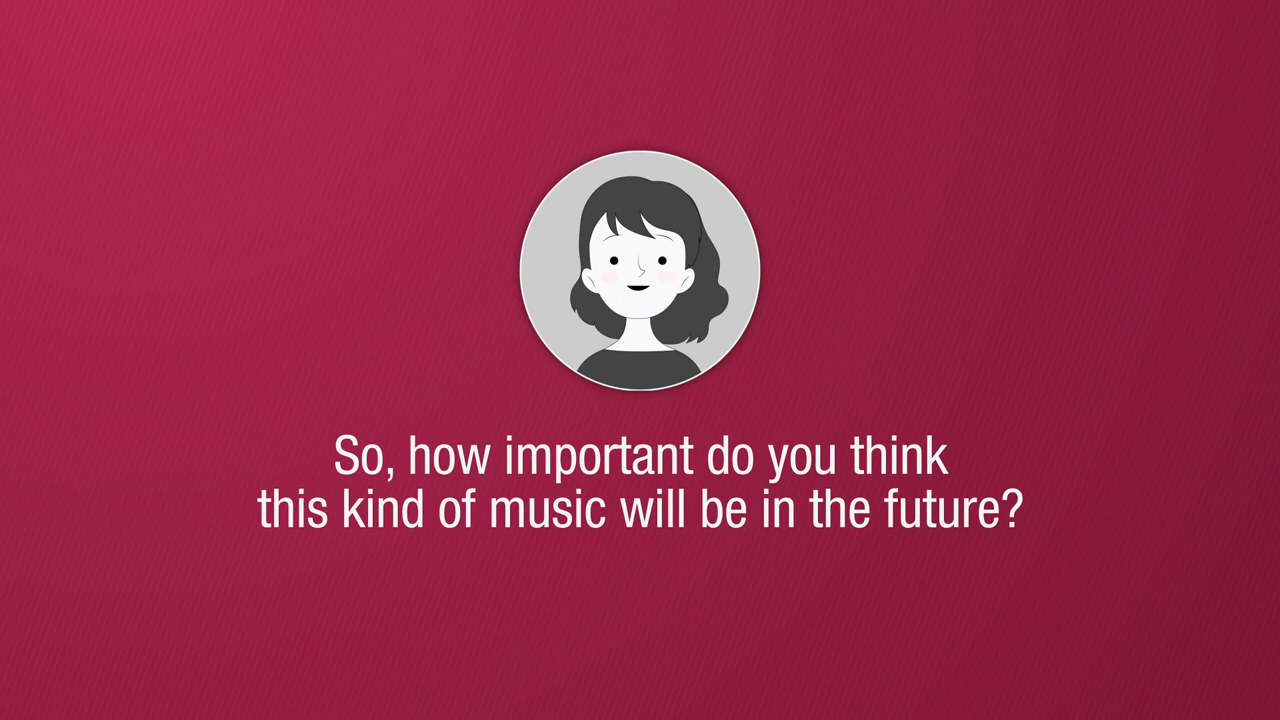 So, how important do you think
this kind of music will be in the future?